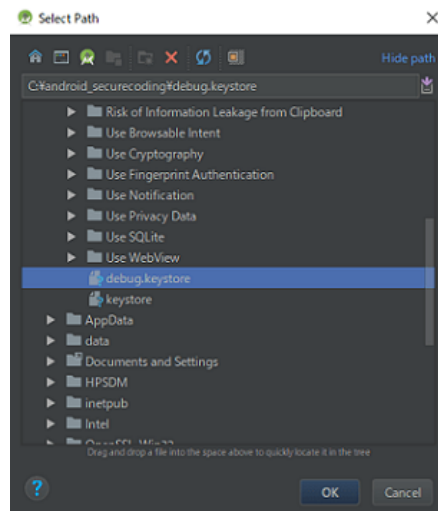 Select Path
Hide path
C:¥android_securecoding¥debug.keystore
Risk of Information Leakage from Clipboard
Use Browsable Intent
Use Cryptography
Use Fingerprint Authentication
Use Notification
Use Privacy Data
Use SQLite
Use WebView
debug.keystore
keystore
AppData
data
Documents and Settings
HPSDM
inetpub
Intel
OpenSSL-Win32
Drag and drop a file into the space above to quickly locate it in the tree
?
OK
Cancel